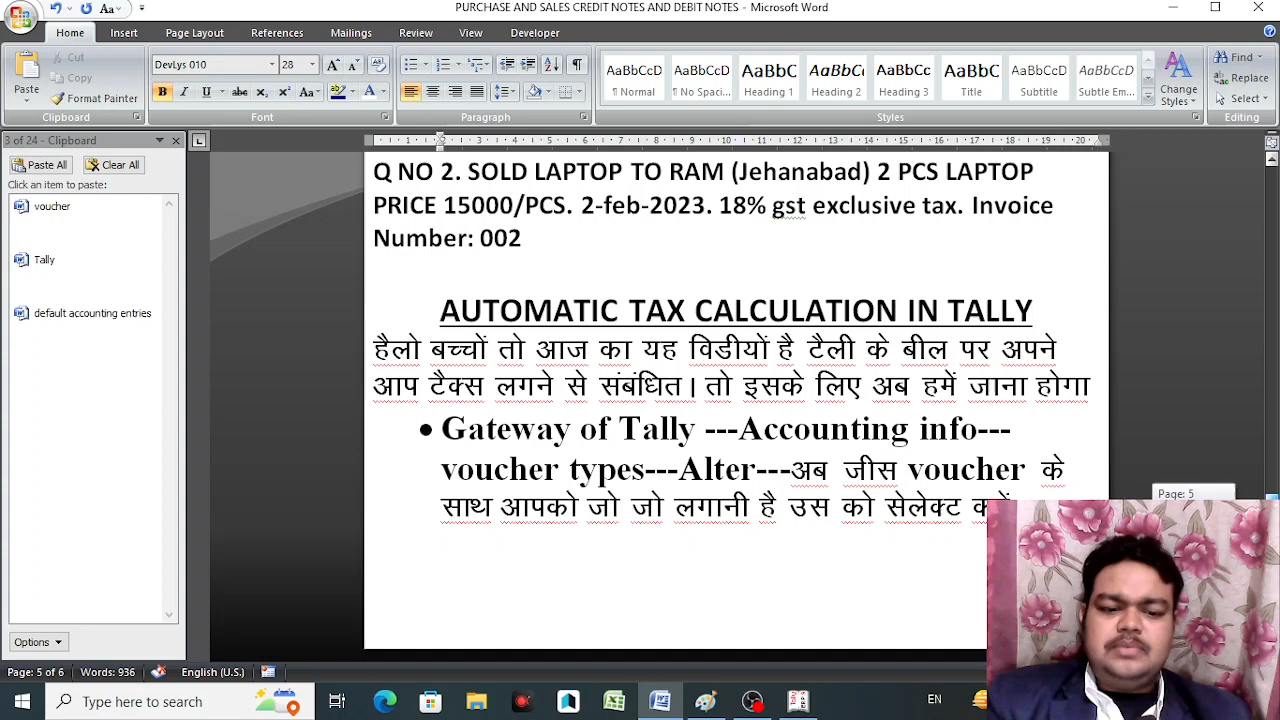 PURCHASE AND SALES CREDIT NOTES AND DEBIT NOTES - Microsoft Word
Home Insert Page Layout References Mailings Review View Developer
Cut
Copy
Format Painter
Paste
DevLys 010 28
AaBbCcD AaBbCcD AaBbC AaBbCc AaBbCc AaBbC AaBbCcD AaBbCcD
¶ Normal ¶ No Spaci... Heading 1 Heading 2 Heading 3 Title Subtitle Subtle Em...
Change Styles
Find
Replace
Select
Clipboard Font Paragraph Styles Editing
3 of 24 - Clipboard
Paste All Clear All
Click an item to paste:
voucher
Tally
default accounting entries
Options
Q NO 2. SOLD LAPTOP TO RAM (Jehanabad) 2 PCS LAPTOP
PRICE 15000/PCS. 2-feb-2023. 18% gst exclusive tax. Invoice
Number: 002
AUTOMATIC TAX CALCULATION IN TALLY
हैलो बच्चों तो आज का यह विडीयों है टैली के बील पर अपने
आप टैक्स लगने से संबंधित। तो इसके लिए अब हमें जाना होगा
• Gateway of Tally ---Accounting info---
voucher types---Alter---अब जीस voucher के
साथ आपको जो जो लगानी है उस को सेलेक्ट
Page: 5
Page: 5 of 6 Words: 936 English (U.S.)
Type here to search
EN